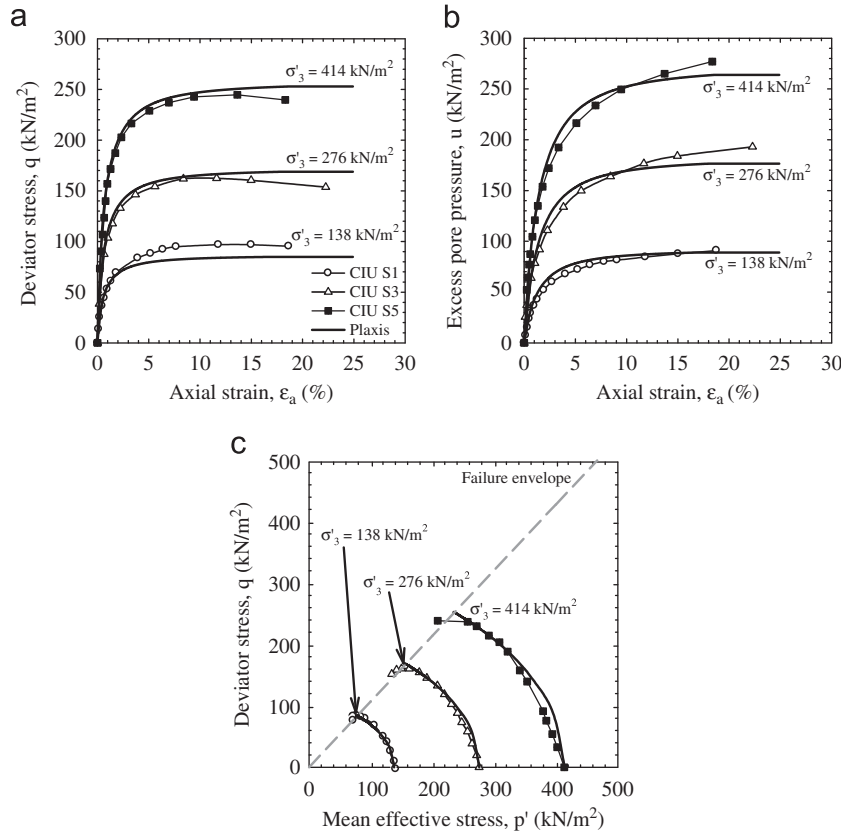 a
300
250
200
150
100
50
0
Deviator stress, q (kN/m²)
σ'₃ = 414 kN/m²
σ'₃ = 276 kN/m²
σ'₃ = 138 kN/m²
CIU S1
CIU S3
CIU S5
Plaxis
0 5 10 15 20 25 30
Axial strain, εₐ (%)
b
300
250
200
150
100
50
0
Excess pore pressure, u (kN/m²)
σ'₃ = 414 kN/m²
σ'₃ = 276 kN/m²
σ'₃ = 138 kN/m²
0 5 10 15 20 25 30
Axial strain, εₐ (%)
c
500
400
300
200
100
0
Deviator stress, q (kN/m²)
Failure envelope
σ'₃ = 138 kN/m²
σ'₃ = 276 kN/m²
σ'₃ = 414 kN/m²
0 100 200 300 400 500
Mean effective stress, p' (kN/m²)